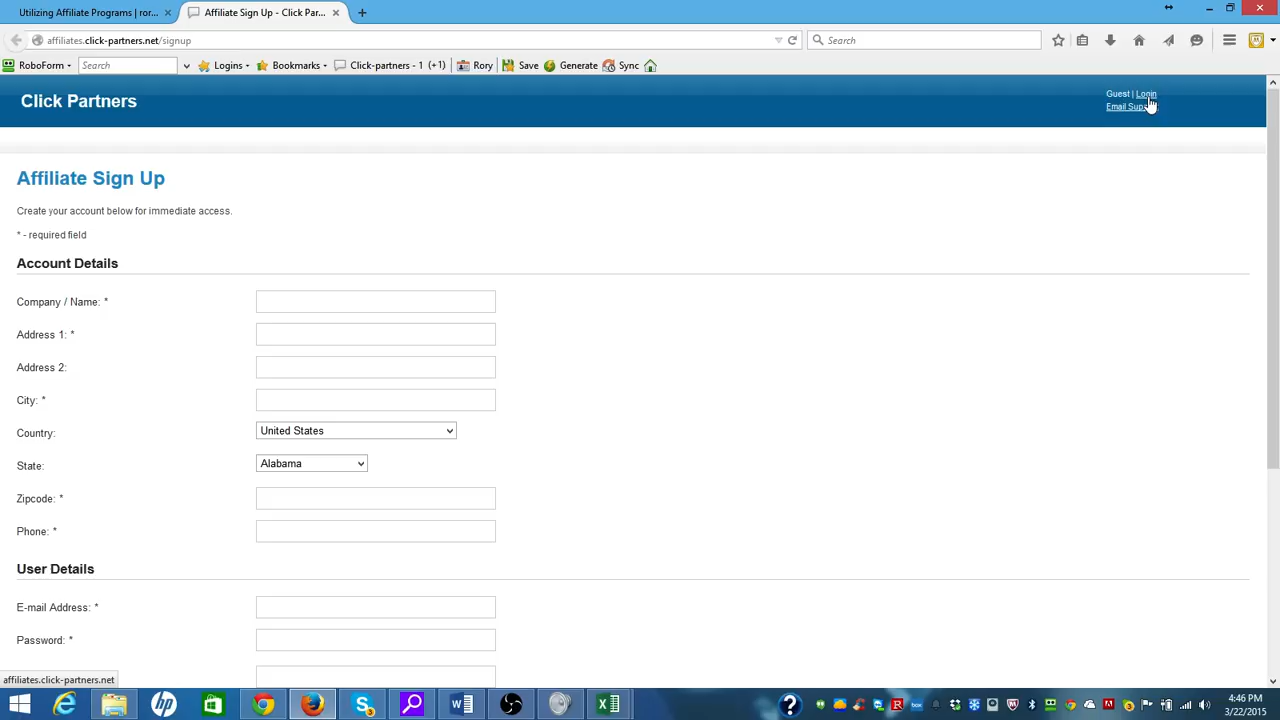 Utilizing Affiliate Programs | ror...
Affiliate Sign Up - Click Par...
affiliates.click-partners.net/signup
Search
RoboForm
Search
Logins
Bookmarks
Click-partners - 1 (+1)
Rory
Save
Generate
Sync
Click Partners
Guest | Login
Email Sup
Affiliate Sign Up
Create your account below for immediate access.
* - required field
Account Details
Company / Name: *
Address 1: *
Address 2:
City: *
Country:
United States
State:
Alabama
Zipcode: *
Phone: *
User Details
E-mail Address: *
Password: *
affiliates.click-partners.net
4:46 PM
3/22/2015